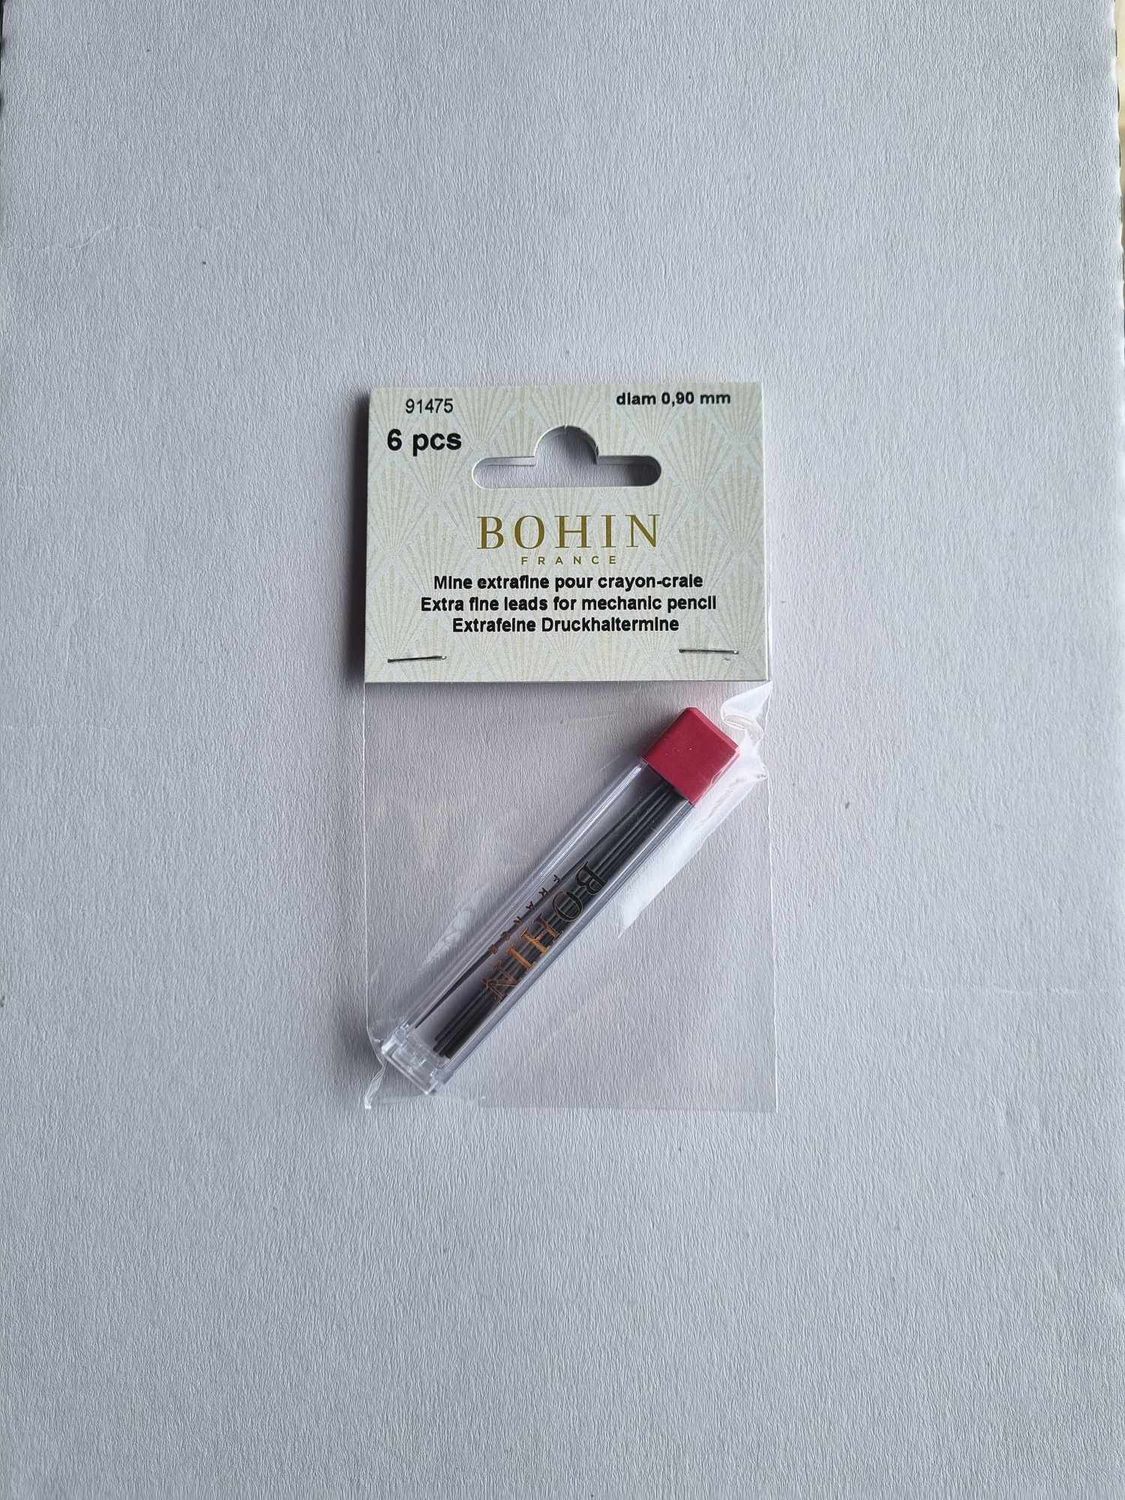 91475
diam 0,90 mm
6 pcs
BOHIN
FRANCE
Mine extrafine pour crayon-craie
Extra fine leads for mechanic pencil
Extrafeine Druckhaltermine
BOHIN
FRANCE